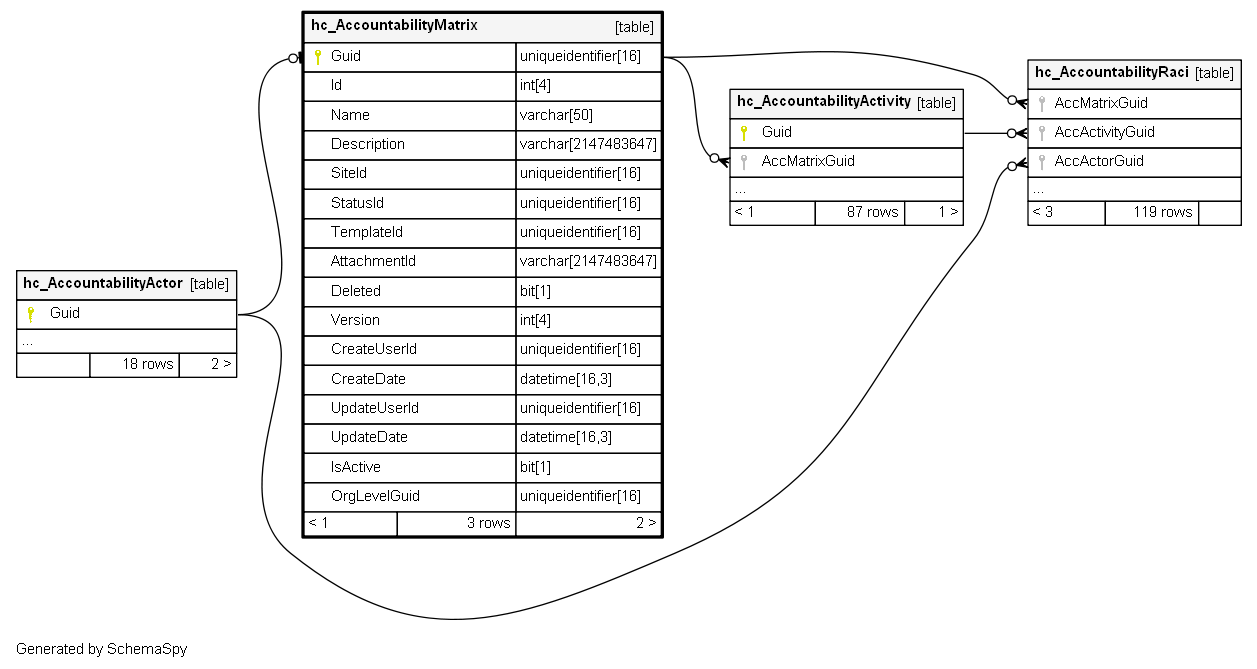 hc_AccountabilityMatrix [table]
Guid uniqueidentifier[16]
Id int[4]
Name varchar[50]
Description varchar[2147483647]
SiteId uniqueidentifier[16]
StatusId uniqueidentifier[16]
TemplateId uniqueidentifier[16]
AttachmentId varchar[2147483647]
Deleted bit[1]
Version int[4]
CreateUserId uniqueidentifier[16]
CreateDate datetime[16,3]
UpdateUserId uniqueidentifier[16]
UpdateDate datetime[16,3]
IsActive bit[1]
OrgLevelGuid uniqueidentifier[16]
< 1 3 rows 2 >
hc_AccountabilityRaci [table]
AccMatrixGuid
AccActivityGuid
AccActorGuid
...
< 3 119 rows
hc_AccountabilityActivity [table]
Guid
AccMatrixGuid
...
< 1 87 rows 1 >
hc_AccountabilityActor [table]
Guid
...
18 rows 2 >
Generated by SchemaSpy